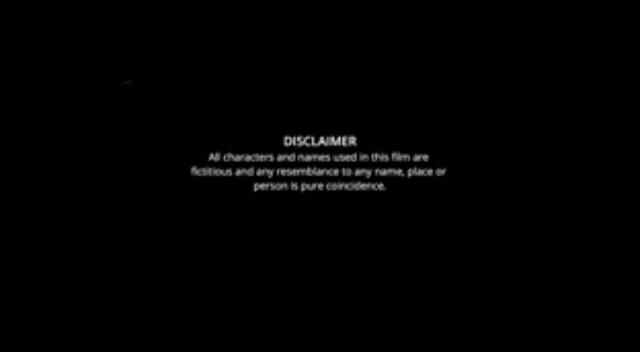 DISCLAIMER
All characters and names used in this film are
fictitious and any resemblance to any name, place or
person is pure coincidence.